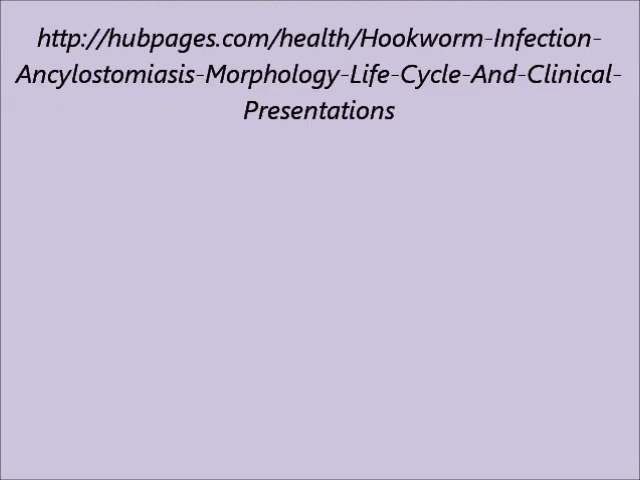 http://hubpages.com/health/Hookworm-Infection-
Ancylostomiasis-Morphology-Life-Cycle-And-Clinical-
Presentations